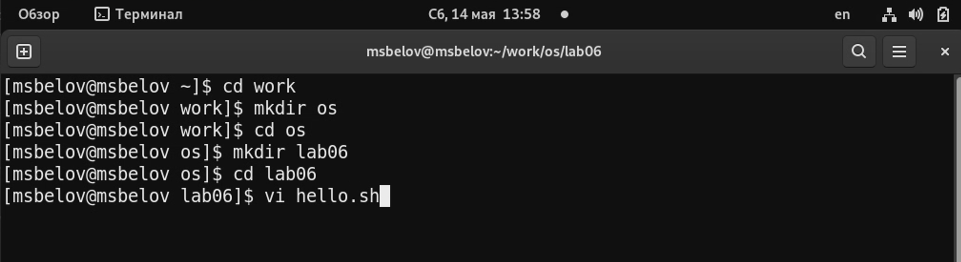 Обзор Терминал Сб, 14 мая 13:58 en
msbelov@msbelov:~/work/os/lab06
[msbelov@msbelov ~]$ cd work
[msbelov@msbelov work]$ mkdir os
[msbelov@msbelov work]$ cd os
[msbelov@msbelov os]$ mkdir lab06
[msbelov@msbelov os]$ cd lab06
[msbelov@msbelov lab06]$ vi hello.sh